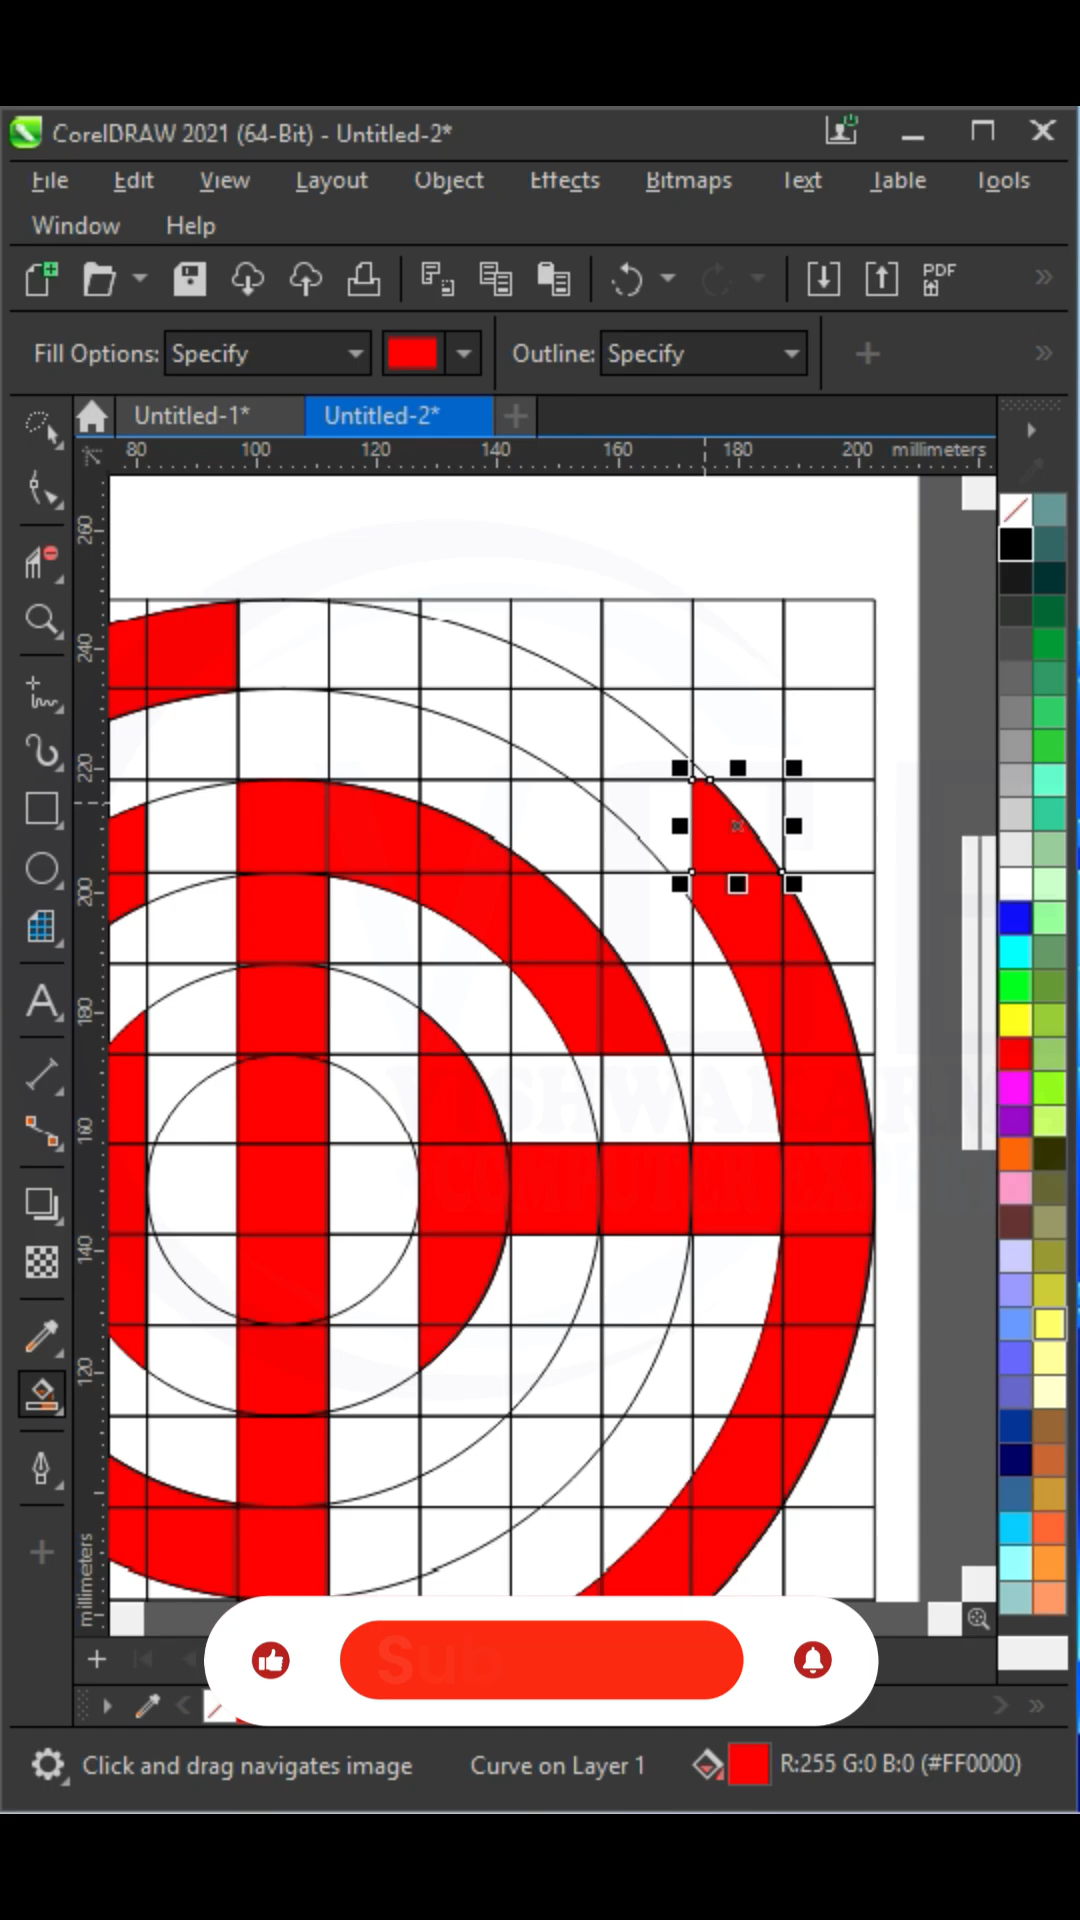 CorelDRAW 2021 (64-Bit) - Untitled-2*
File Edit View Layout Object Effects Bitmaps Text Table Tools
Window Help
PDF
Fill Options: Specify Outline: Specify
Untitled-1* Untitled-2*
80 100 120 140 160 180 200 millimeters
260
240
220
200
180
160
140
120
millimeters
VISHWAKARMA
Sub
Click and drag navigates image Curve on Layer 1 R:255 G:0 B:0 (#FF0000)